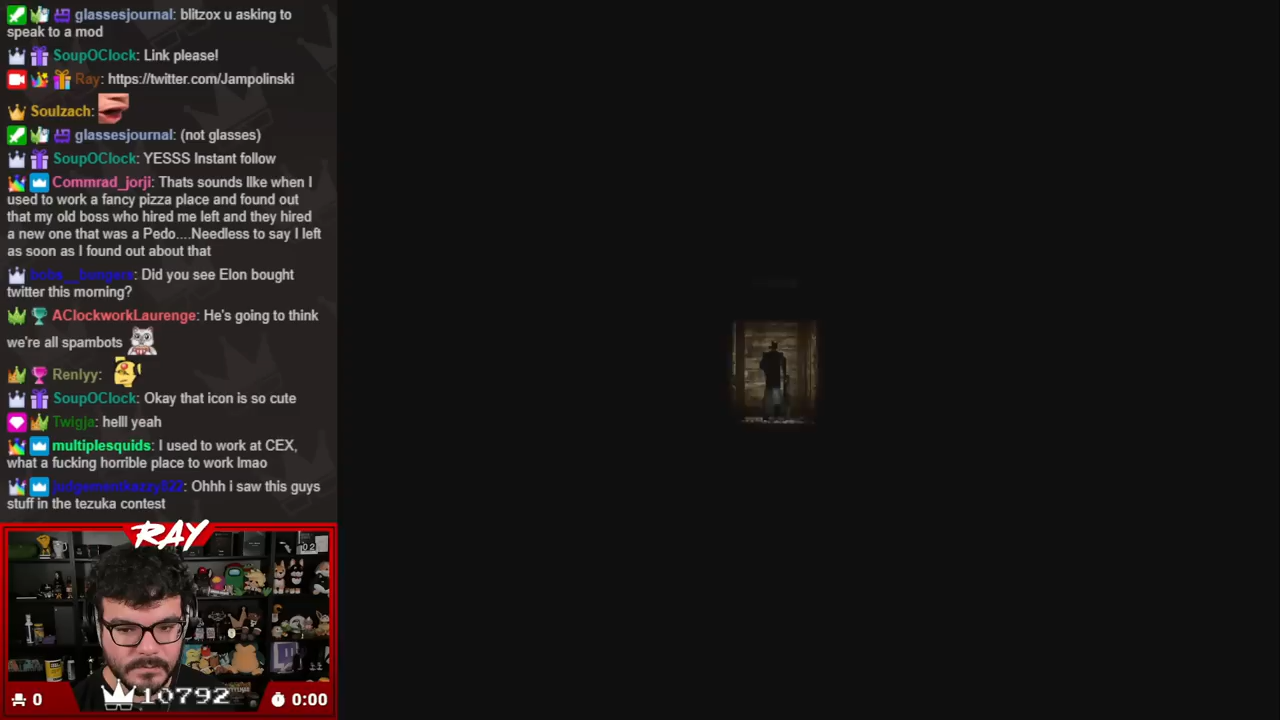 glassesjournal: blitzox u asking to
speak to a mod
SoupOClock: Link please!
Ray: https://twitter.com/Jampolinski
Soulzach:
glassesjournal: (not glasses)
SoupOClock: YESSS Instant follow
Commrad_jorji: Thats sounds lIke when I
used to work a fancy pizza place and found out
that my old boss who hired me left and they hired
a new one that was a Pedo....Needless to say I left
as soon as I found out about that
bobs__bongers: Did you see Elon bought
twitter this morning?
AClockworkLaurenge: He's going to think
we're all spambots
Renlyy:
SoupOClock: Okay that icon is so cute
Twigja: helll yeah
multiplesquids: I used to work at CEX,
what a fucking horrible place to work lmao
Ohhh i saw this guys
stuff in the tezuka contest
RAY
0
10792
0:00